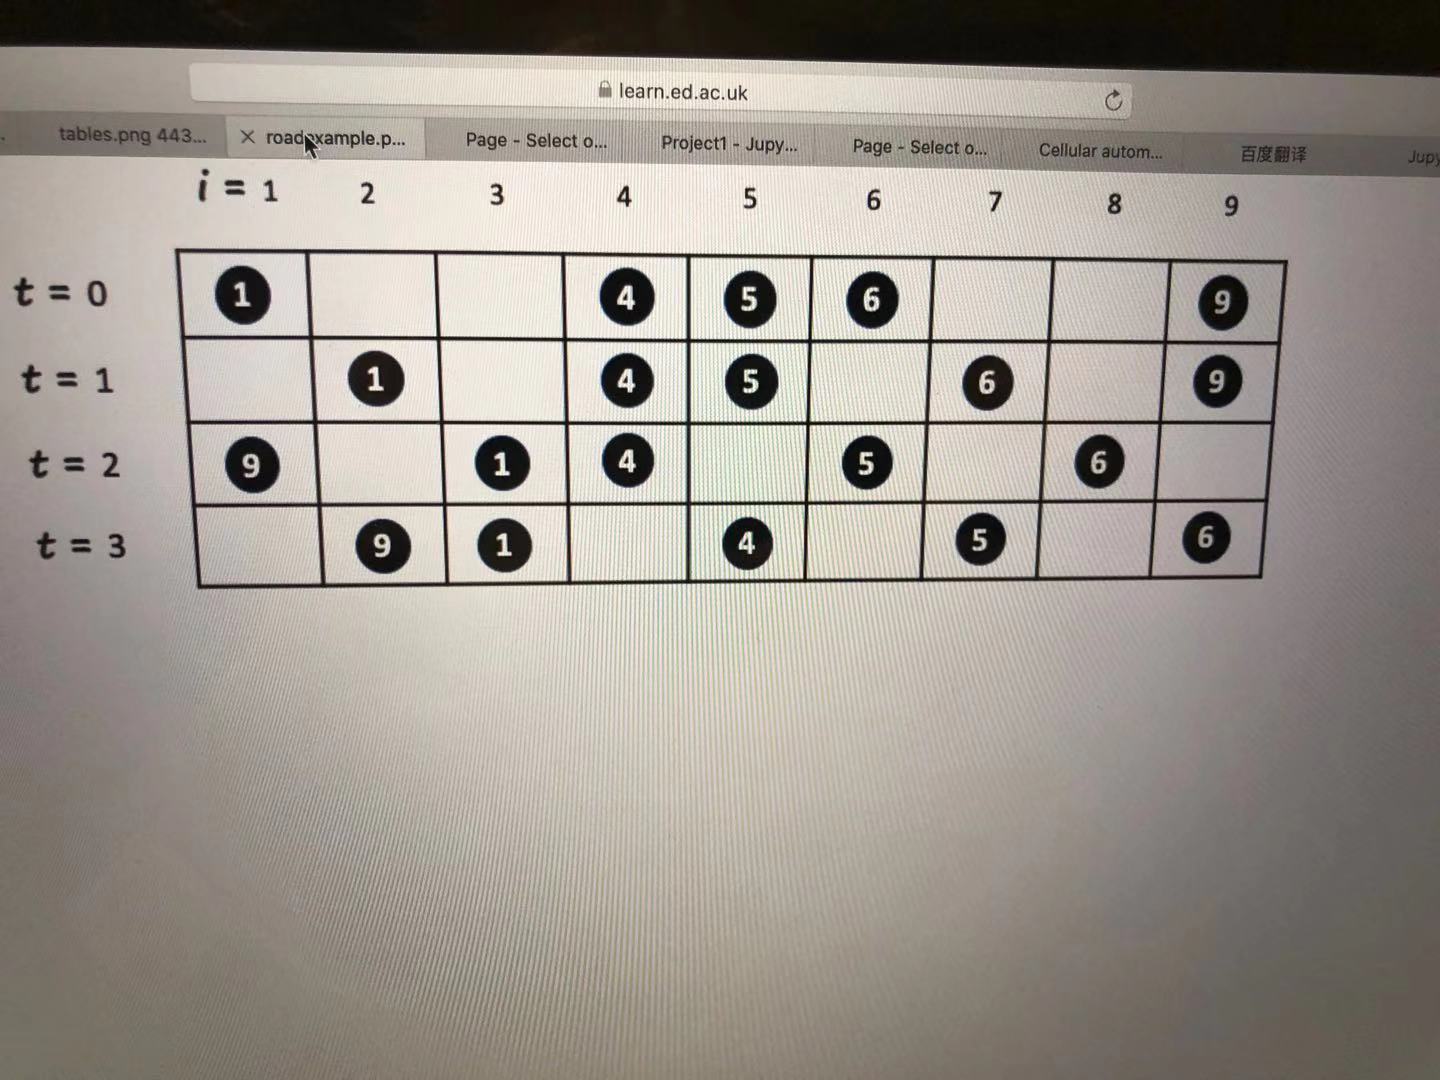 learn.ed.ac.uk
tables.png 443... roadexample.p... Page - Select o... Project1 - Jupy... Page - Select o... Cellular autom... 百度翻译 Jupy
i = 1 2 3 4 5 6 7 8 9
t = 0 1 4 5 6 9
t = 1 1 4 5 6 9
t = 2 9 1 4 5 6
t = 3 9 1 4 5 6